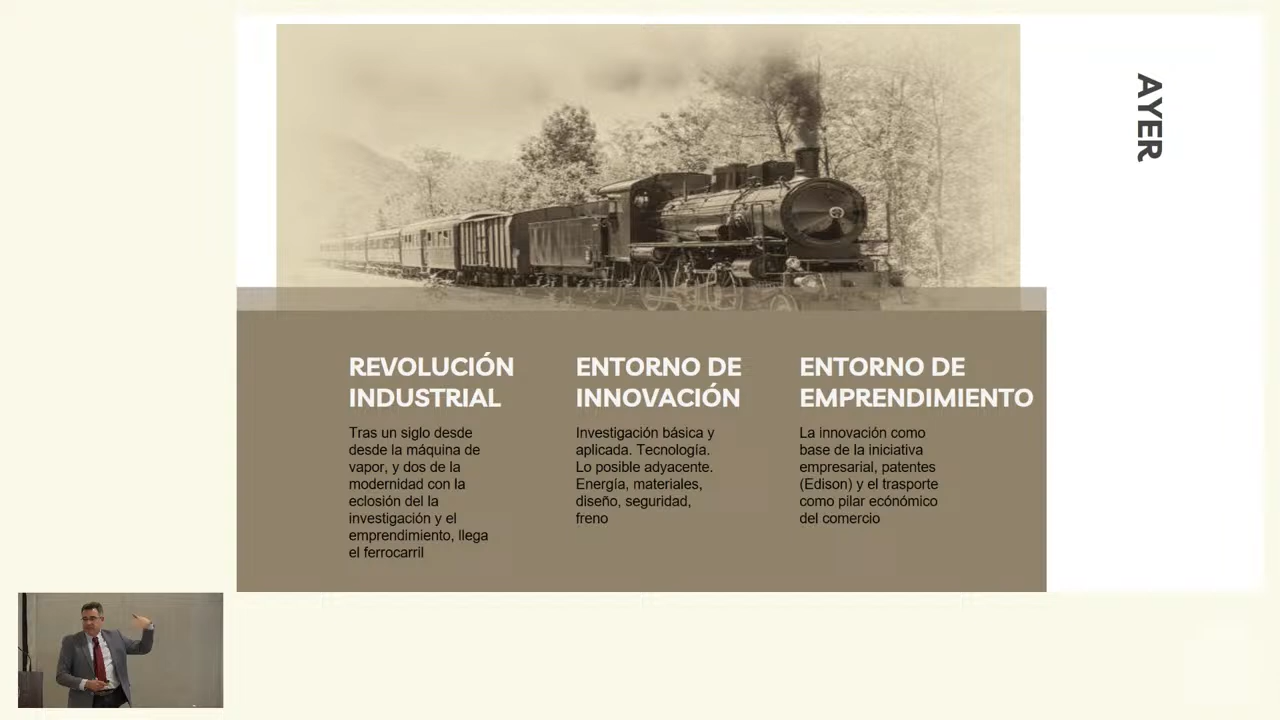 AYER
REVOLUCIÓN
INDUSTRIAL
Tras un siglo desde
desde la máquina de
vapor, y dos de la
modernidad con la
eclosión del la
investigación y el
emprendimiento, llega
el ferrocarril
ENTORNO DE
INNOVACIÓN
Investigación básica y
aplicada. Tecnología.
Lo posible adyacente.
Energía, materiales,
diseño, seguridad,
freno
ENTORNO DE
EMPRENDIMIENTO
La innovación como
base de la iniciativa
empresarial, patentes
(Edison) y el trasporte
como pilar ecónómico
del comercio